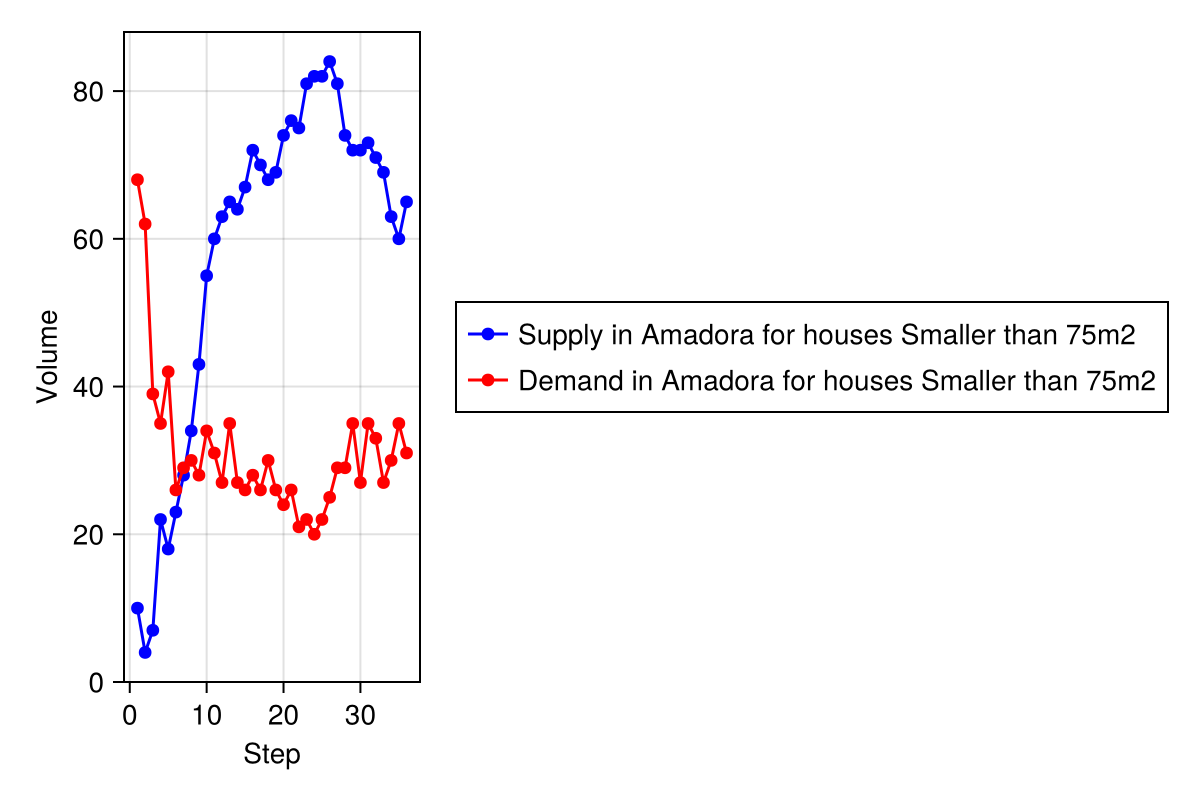 80
60
40
20
0
Volume
0 10 20 30
Step
Supply in Amadora for houses Smaller than 75m2
Demand in Amadora for houses Smaller than 75m2